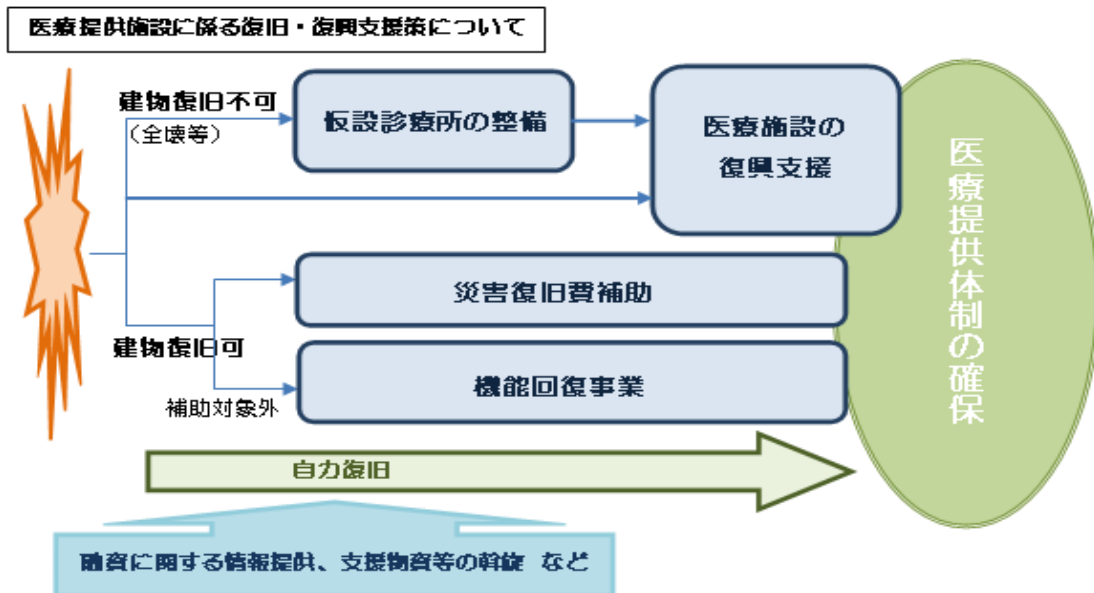 医療提供施設に係る復旧・復興支援策について
建物復旧不可
（全壊等）
仮設診療所の整備
医療施設の
復興支援
災害復旧費補助
建物復旧可
補助対象外
機能回復事業
医療提供体制の確保
自力復旧
融資に関する情報提供、支援物資等の斡旋 など